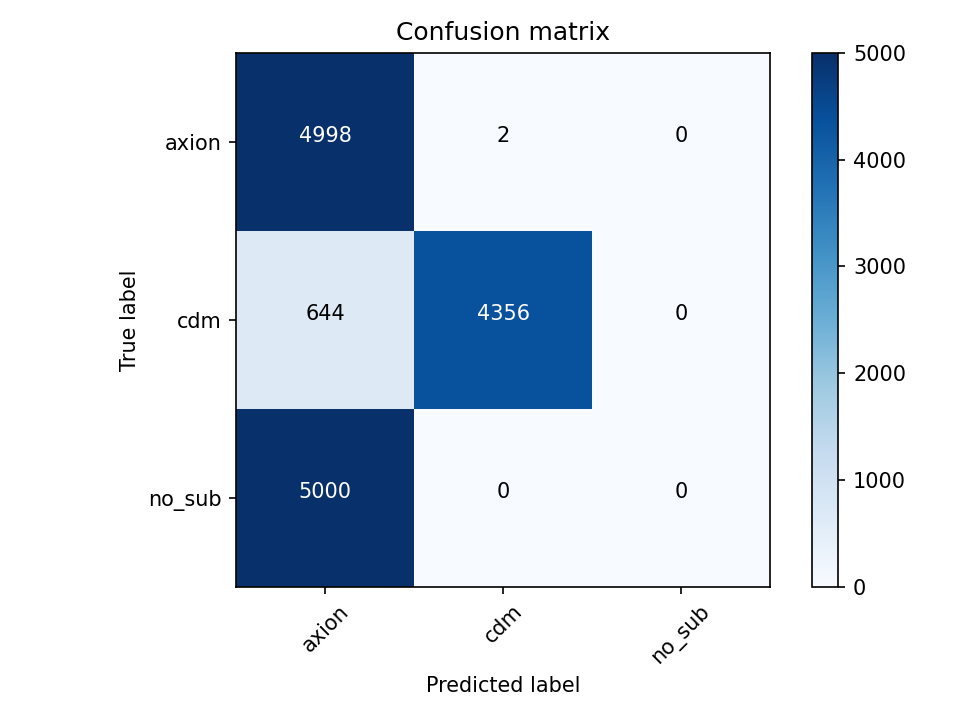 Confusion matrix
True label
axion
4998 2 0
cdm
644 4356 0
no_sub
5000 0 0
axion
cdm
no_sub
Predicted label
5000
4000
3000
2000
1000
0